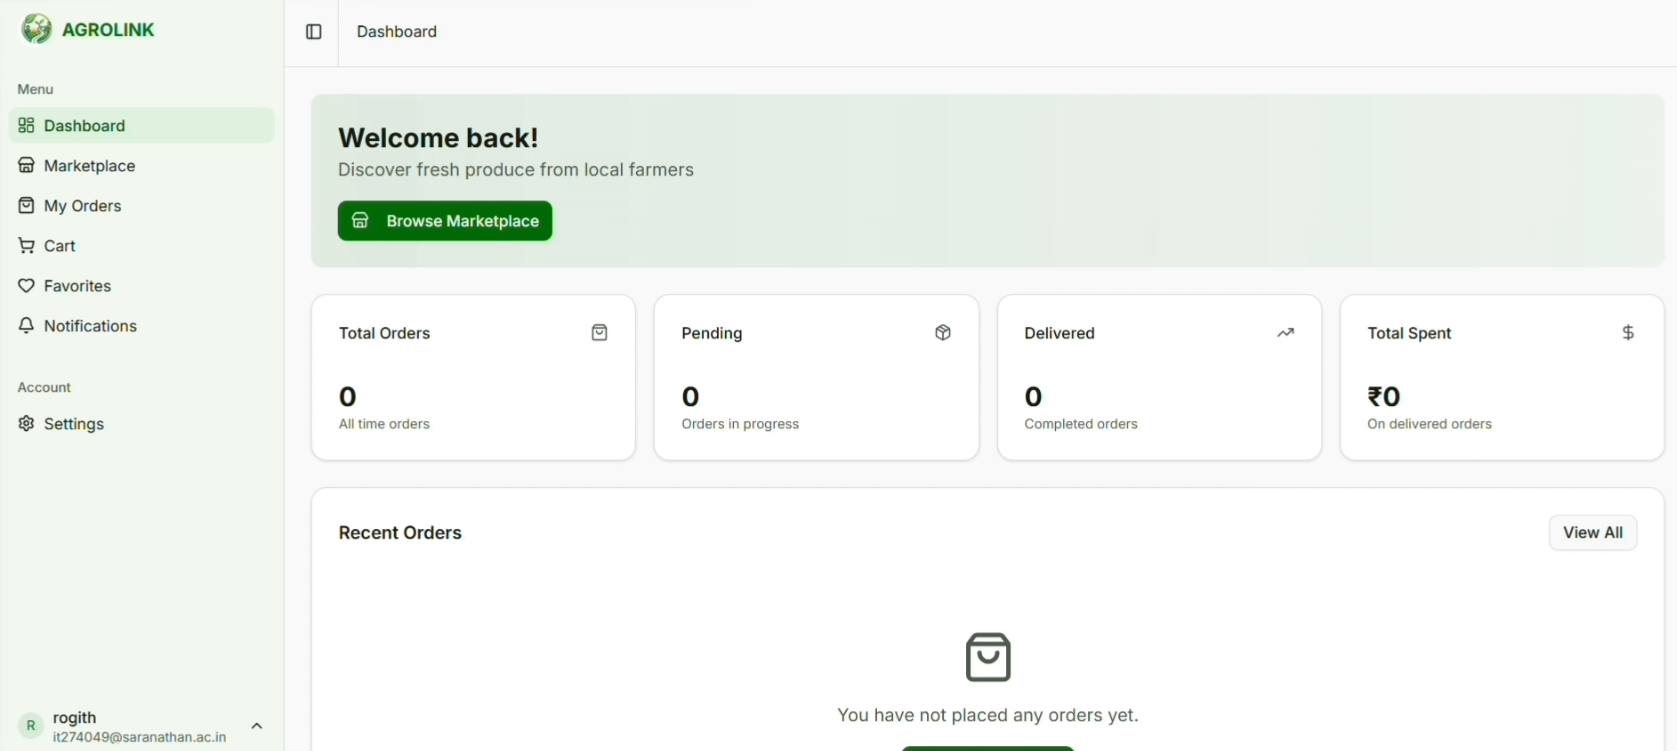 AGROLINK
Menu
Dashboard
Marketplace
My Orders
Cart
Favorites
Notifications
Account
Settings
R
rogith
it274049@saranathan.ac.in
Dashboard
Welcome back!
Discover fresh produce from local farmers
Browse Marketplace
Total Orders
0
All time orders
Pending
0
Orders in progress
Delivered
0
Completed orders
Total Spent
$
₹0
On delivered orders
Recent Orders
View All
You have not placed any orders yet.